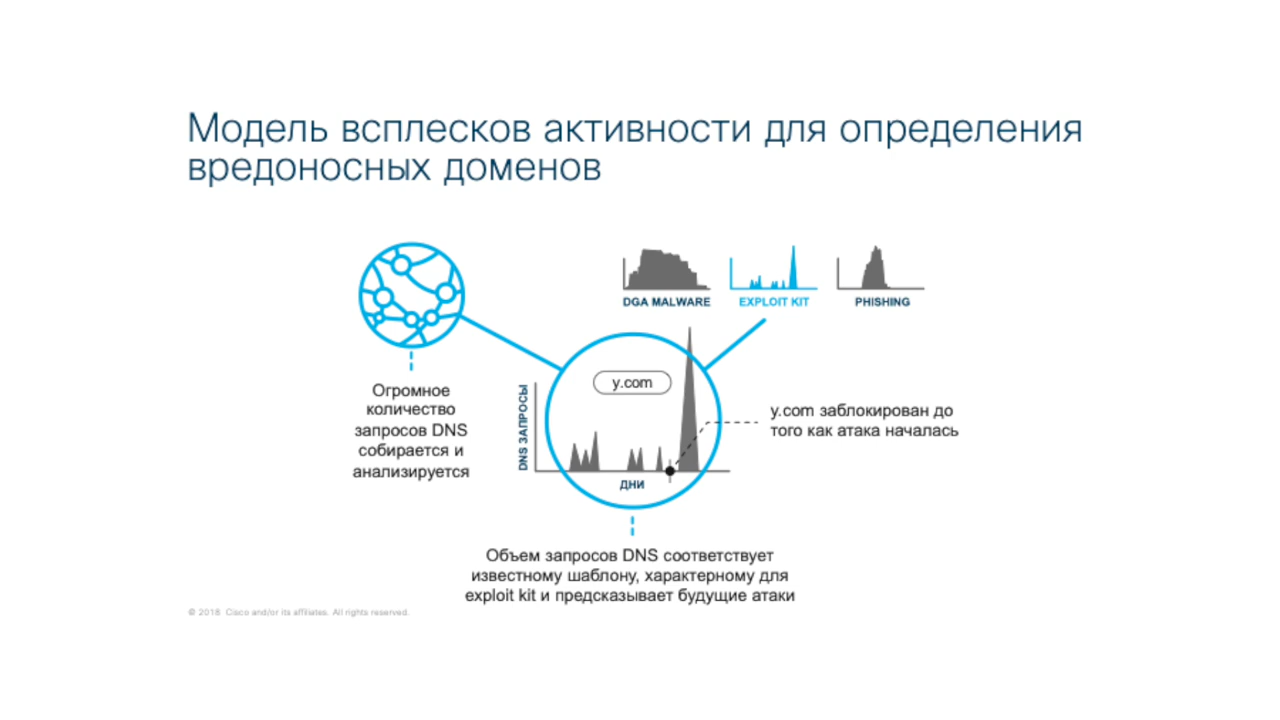 Модель всплесков активности для определения
вредоносных доменов
DGA MALWARE
EXPLOIT KIT
PHISHING
y.com
DNS ЗАПРОСЫ
ДНИ
Огромное
количество
запросов DNS
собирается и
анализируется
y.com заблокирован до
того как атака началась
Объем запросов DNS соответствует
известному шаблону, характерному для
exploit kit и предсказывает будущие атаки
© 2018 Cisco and/or its affiliates. All rights reserved.